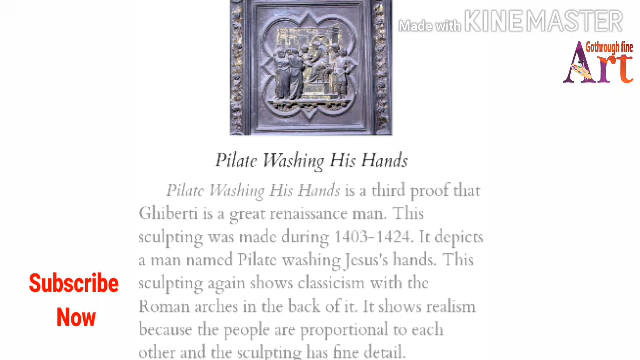 Made with KINEMASTER
Gothrough fine
Art
Pilate Washing His Hands
Pilate Washing His Hands is a third proof that
Ghiberti is a great renaissance man. This
sculpting was made during 1403-1424. It depicts
a man named Pilate washing Jesus's hands. This
sculpting again shows classicism with the
Roman arches in the back of it. It shows realism
because the people are proportional to each
other and the sculpting has fine detail.
Subscribe
Now